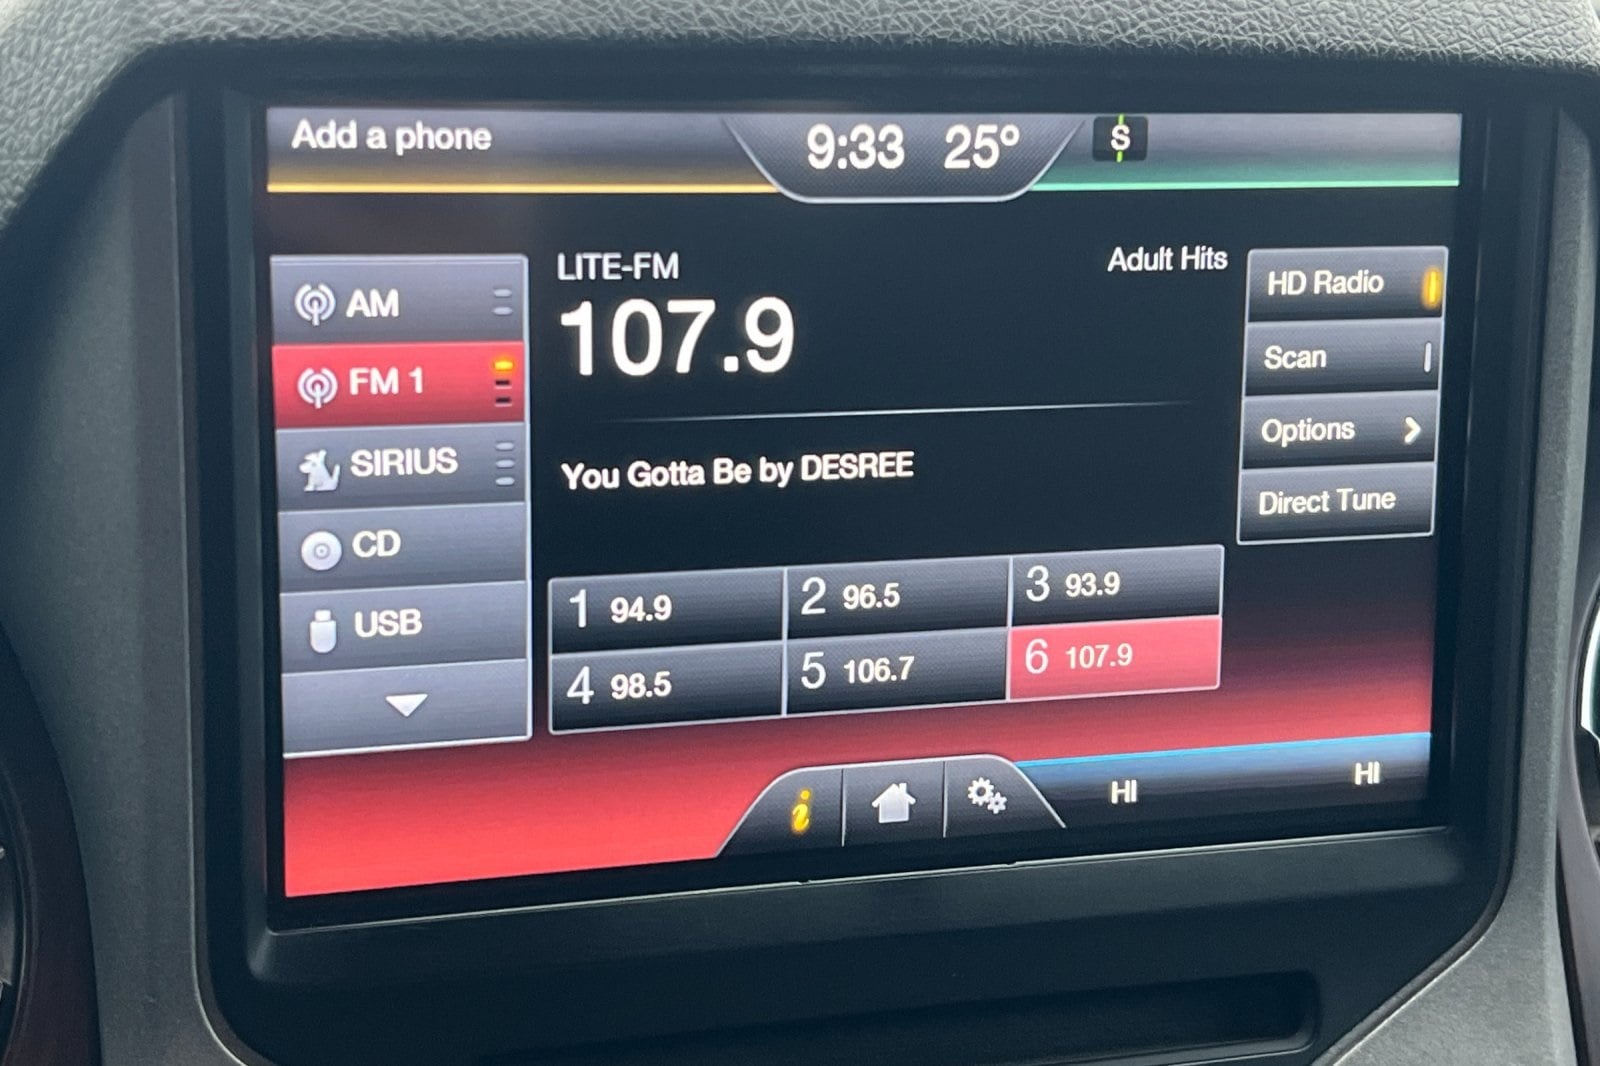 Add a phone
9:33 25°
S
AM
FM 1
SIRIUS
CD
USB
LITE-FM
Adult Hits
107.9
You Gotta Be by DESREE
1 94.9
2 96.5
3 93.9
4 98.5
5 106.7
6 107.9
HD Radio
Scan
Options
Direct Tune
i
HI
HI